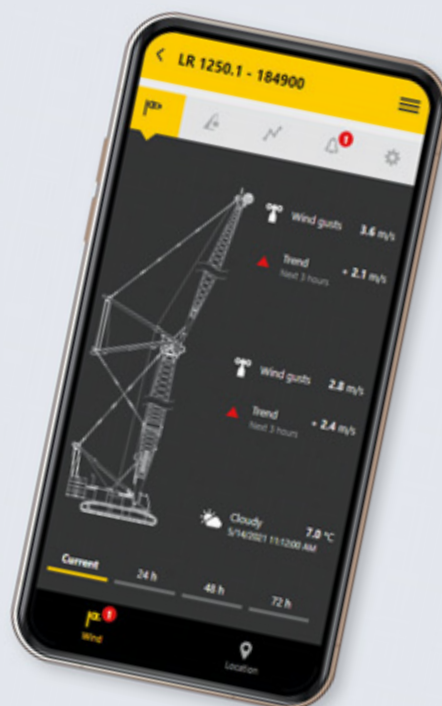 LR 1250.1 - 184900
1
Wind gusts 3.6 m/s
Trend + 2.1 m/s
Next 3 hours
Wind gusts 2.8 m/s
Trend + 2.4 m/s
Next 3 hours
Cloudy 7.0 °C
5/14/2021 11:12:00 AM
Current 24 h 48 h 72 h
1
Wind Location